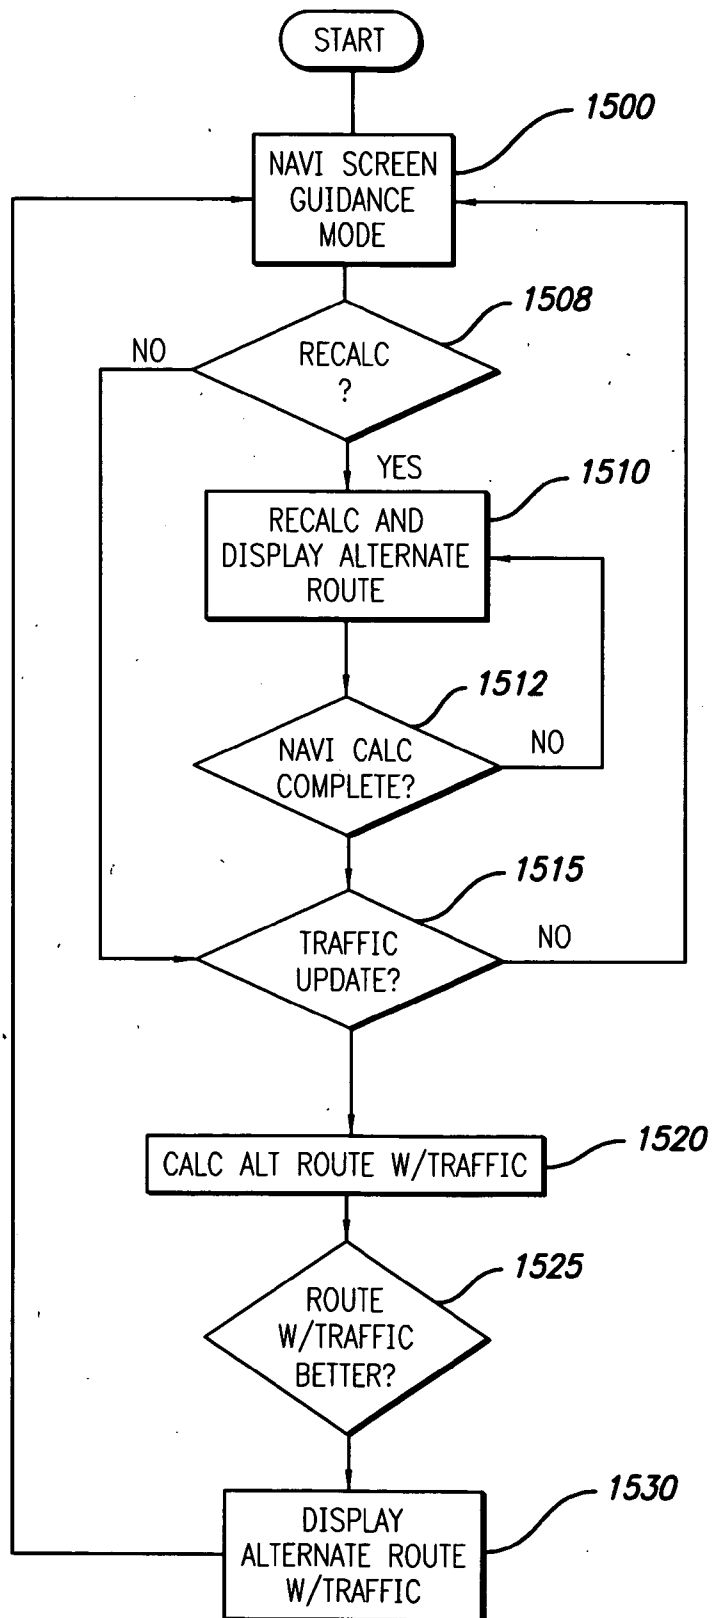 START
1500
NAVI SCREEN
GUIDANCE
MODE
1508
NO
RECALC
?
YES
1510
RECALC AND
DISPLAY ALTERNATE
ROUTE
1512
NAVI CALC
COMPLETE?
NO
1515
TRAFFIC
UPDATE?
NO
1520
CALC ALT ROUTE W/TRAFFIC
1525
ROUTE
W/TRAFFIC
BETTER?
1530
DISPLAY
ALTERNATE ROUTE
W/TRAFFIC